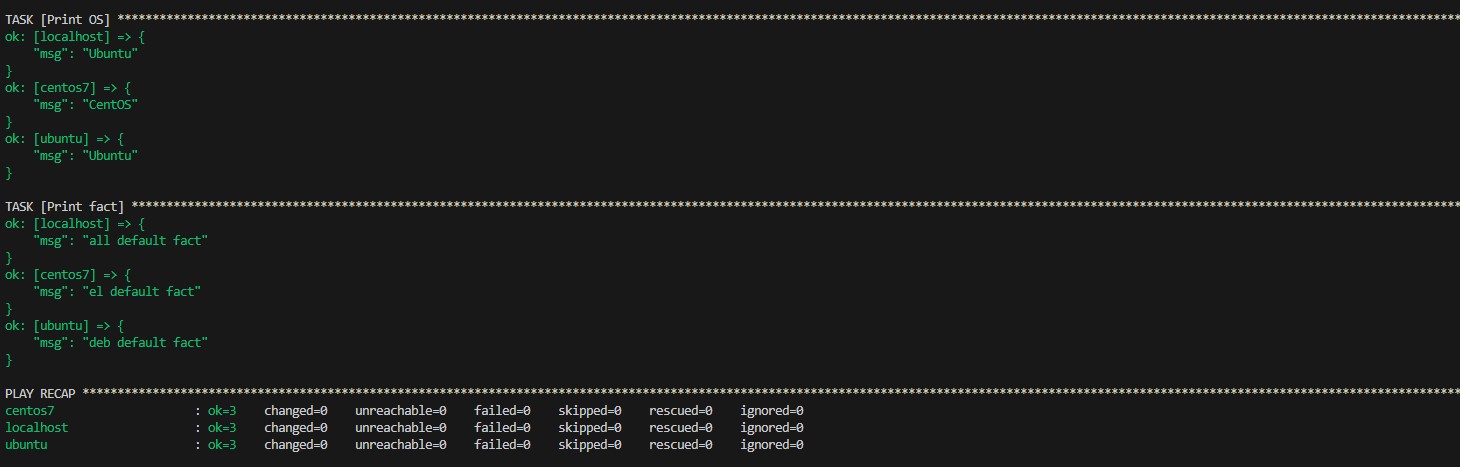 TASK [Print OS] ************************************************************************************************************************************************************************************************
ok: [localhost] => {
    "msg": "Ubuntu"
}
ok: [centos7] => {
    "msg": "CentOS"
}
ok: [ubuntu] => {
    "msg": "Ubuntu"
}
TASK [Print fact] **********************************************************************************************************************************************************************************************
ok: [localhost] => {
    "msg": "all default fact"
}
ok: [centos7] => {
    "msg": "el default fact"
}
ok: [ubuntu] => {
    "msg": "deb default fact"
}
PLAY RECAP *****************************************************************************************************************************************************************************************************
centos7                    : ok=3    changed=0    unreachable=0    failed=0    skipped=0    rescued=0    ignored=0
localhost                  : ok=3    changed=0    unreachable=0    failed=0    skipped=0    rescued=0    ignored=0
ubuntu                     : ok=3    changed=0    unreachable=0    failed=0    skipped=0    rescued=0    ignored=0